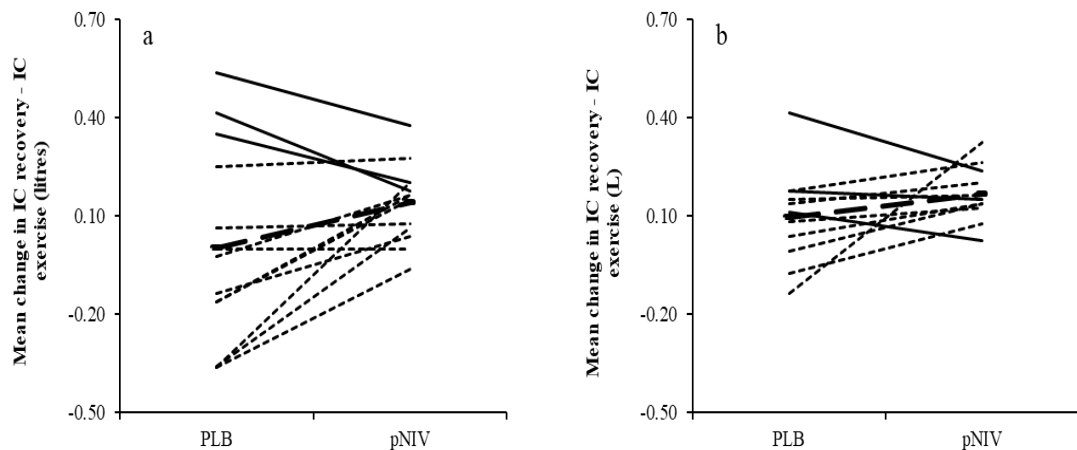 a
Mean change in IC recovery - IC
exercise (litres)
0.70
0.40
0.10
-0.20
-0.50
PLB
pNIV
b
Mean change in IC recovery - IC
exercise (L)
0.70
0.40
0.10
-0.20
-0.50
PLB
pNIV